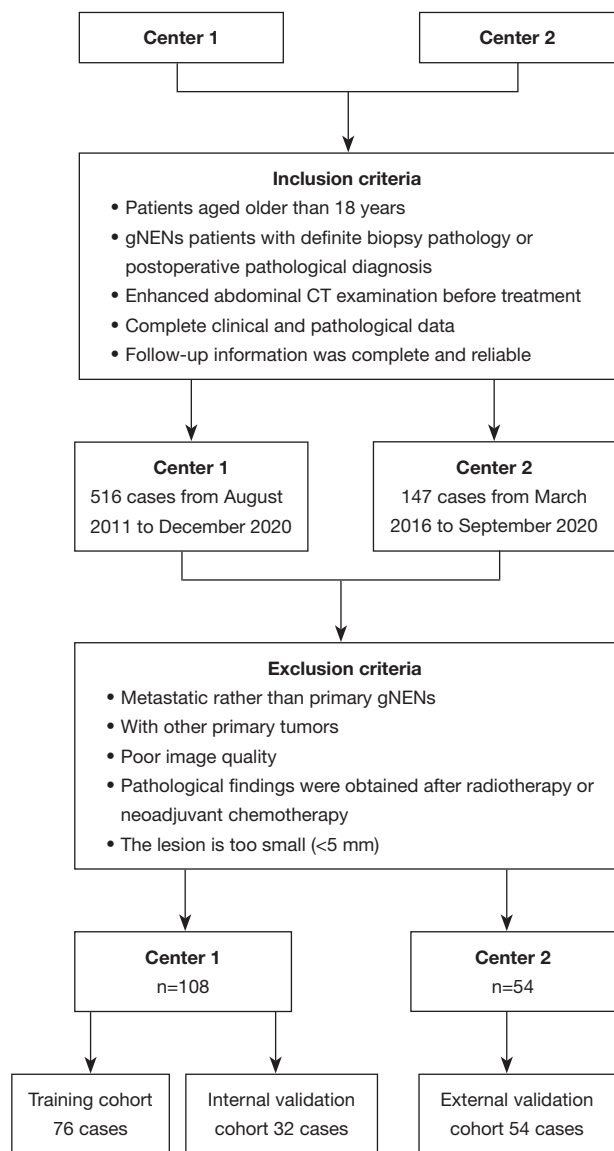 Center 1
Center 2
Inclusion criteria
• Patients aged older than 18 years
• gNENs patients with definite biopsy pathology or
postoperative pathological diagnosis
• Enhanced abdominal CT examination before treatment
• Complete clinical and pathological data
• Follow-up information was complete and reliable
Center 1
516 cases from August
2011 to December 2020
Center 2
147 cases from March
2016 to September 2020
Exclusion criteria
• Metastatic rather than primary gNENs
• With other primary tumors
• Poor image quality
• Pathological findings were obtained after radiotherapy or
neoadjuvant chemotherapy
• The lesion is too small (<5 mm)
Center 1
n=108
Center 2
n=54
Training cohort
76 cases
Internal validation
cohort 32 cases
External validation
cohort 54 cases